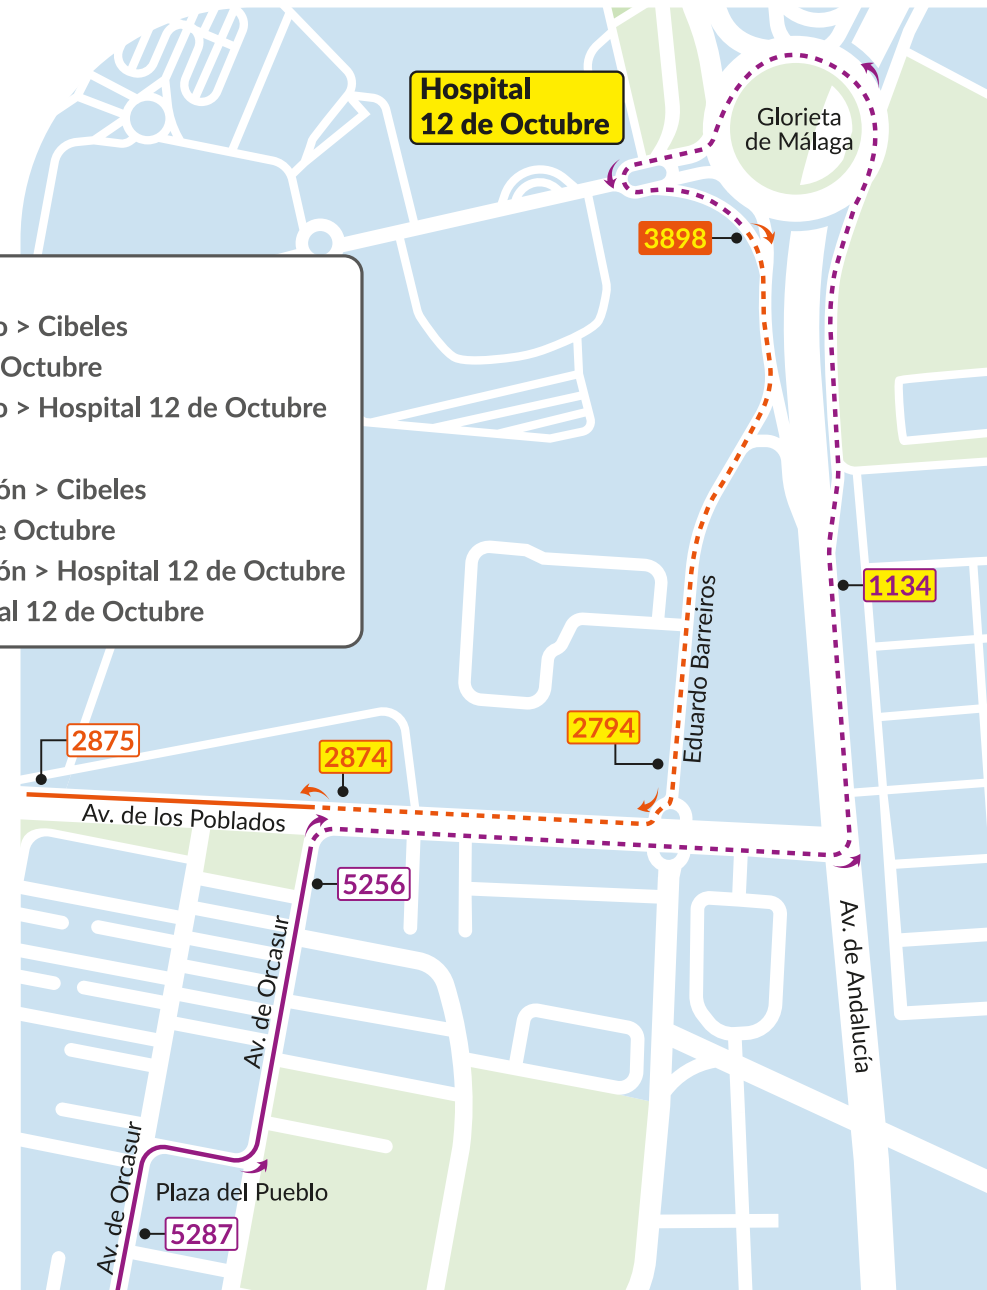 Hospital
12 de Octubre
Glorieta
de Málaga
3898
o > Cibeles
Octubre
o > Hospital 12 de Octubre
ón > Cibeles
e Octubre
ón > Hospital 12 de Octubre
al 12 de Octubre
1134
Eduardo Barreiros
2794
2875
2874
Av. de los Poblados
5256
Av. de Orcasur
Av. de Andalucía
Av. de Orcasur
Plaza del Pueblo
5287